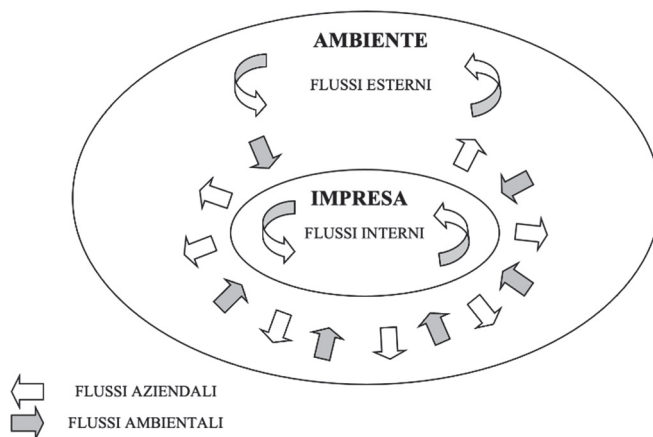 AMBIENTE
FLUSSI ESTERNI
IMPRESA
FLUSSI INTERNI
FLUSSI AZIENDALI
FLUSSI AMBIENTALI